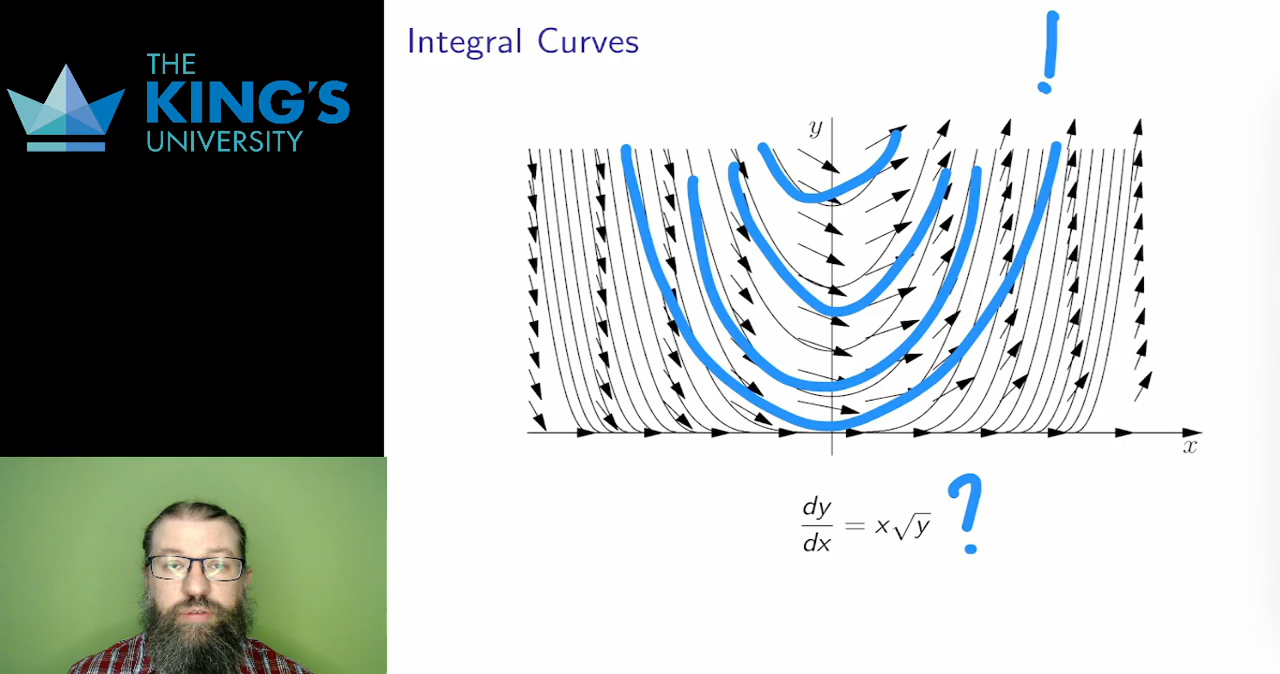 THE
KING'S
UNIVERSITY
Integral Curves
!
y
x
dy/dx = x√y ?